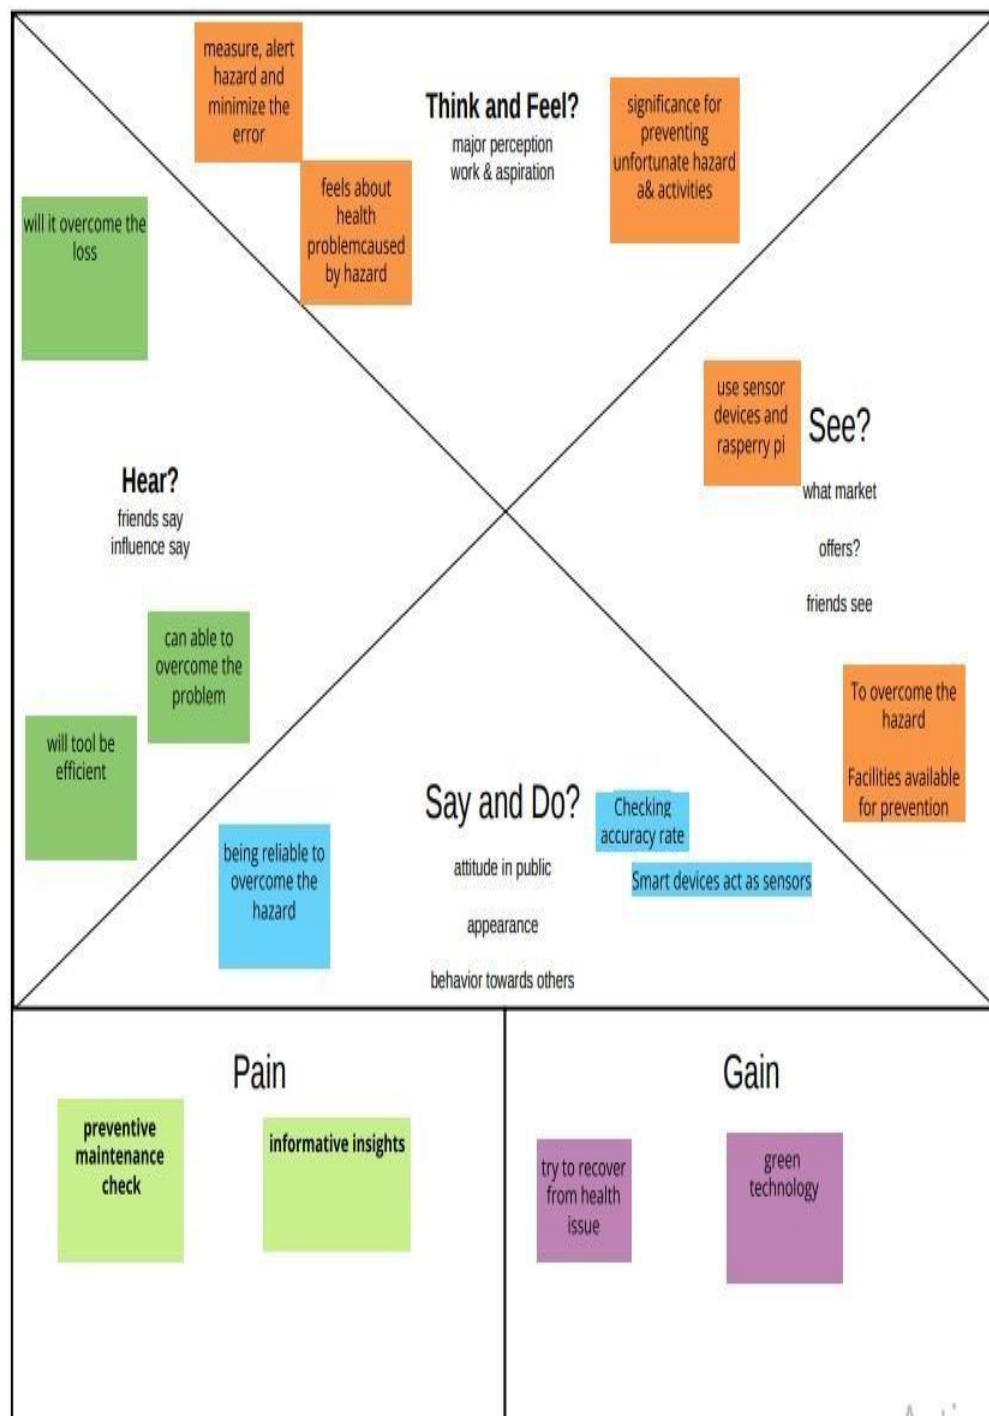 measure, alert
hazard and
minimize the
error
Think and Feel?
major perception
work & aspiration
significance for
preventing
unfortunate hazard
a& activities
feels about
health
problemcaused
by hazard
will it overcome the
loss
use sensor
devices and
rasperry pi
See?
what market
offers?
friends see
Hear?
friends say
influence say
can able to
overcome the
problem
will tool be
efficient
To overcome the
hazard
Facilities available
for prevention
Say and Do?
attitude in public
appearance
behavior towards others
Checking
accuracy rate
Smart devices act as sensors
being reliable to
overcome the
hazard
Pain
preventive
maintenance
check
informative insights
Gain
try to recover
from health
issue
green
technology